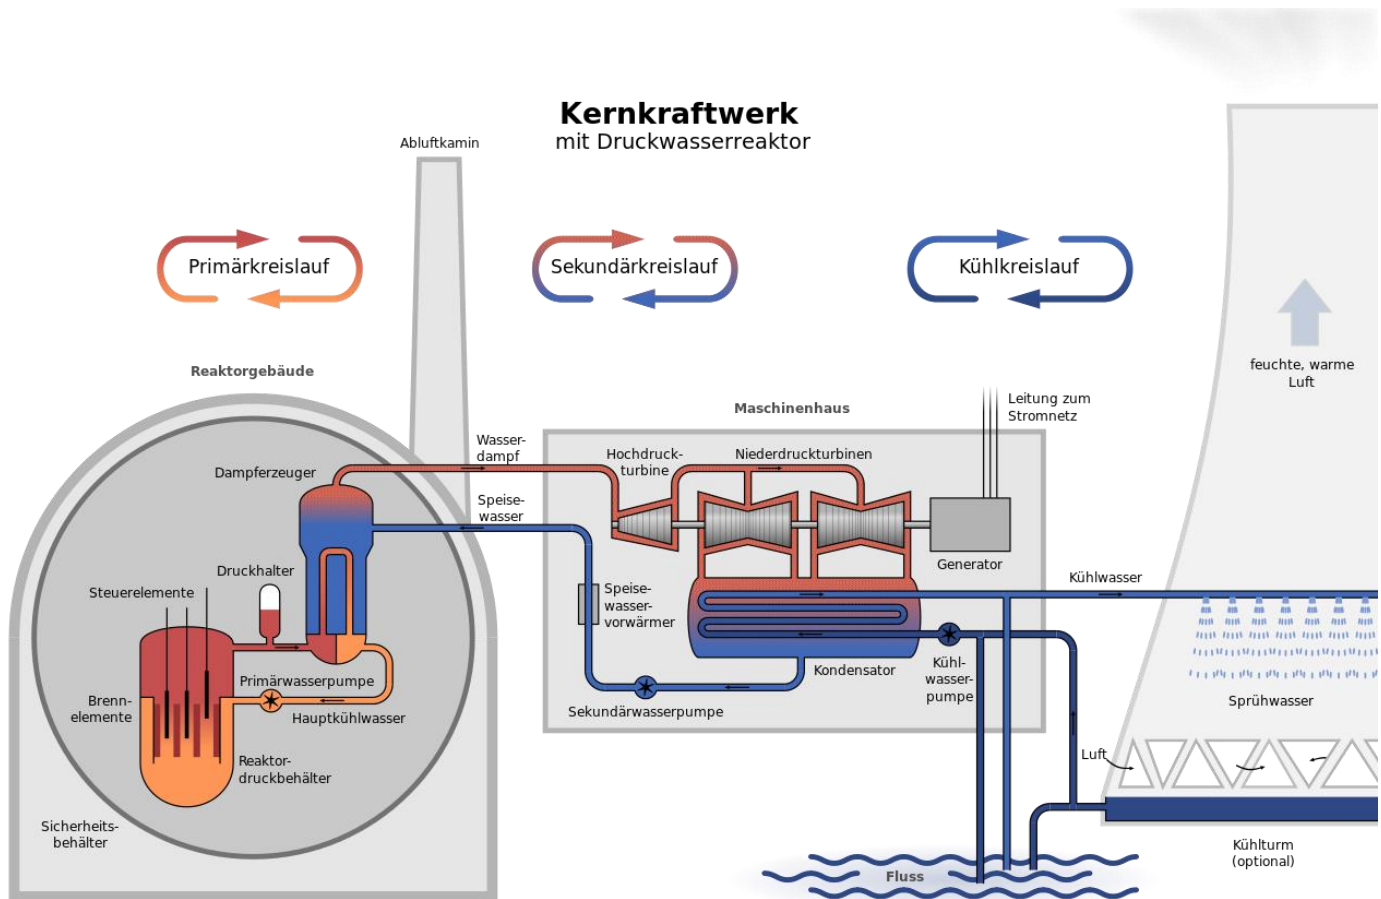 Kernkraftwerk
mit Druckwasserreaktor
Abluftkamin
Primärkreislauf
Sekundärkreislauf
Kühlkreislauf
Reaktorgebäude
Maschinenhaus
feuchte, warme
Luft
Leitung zum
Stromnetz
Wasser-
dampf
Hochdruck-
turbine
Niederdruckturbinen
Dampferzeuger
Speise-
wasser
Generator
Druckhalter
Steuerelemente
Speise-
wasser-
vorwärmer
Kühlwasser
Kondensator
Kühl-
wasser-
pumpe
Primärwasserpumpe
Hauptkühlwasser
Brenn-
elemente
Sekundärwasserpumpe
Sprühwasser
Reaktor-
druckbehälter
Luft
Sicherheits-
behälter
Kühlturm
(optional)
Fluss